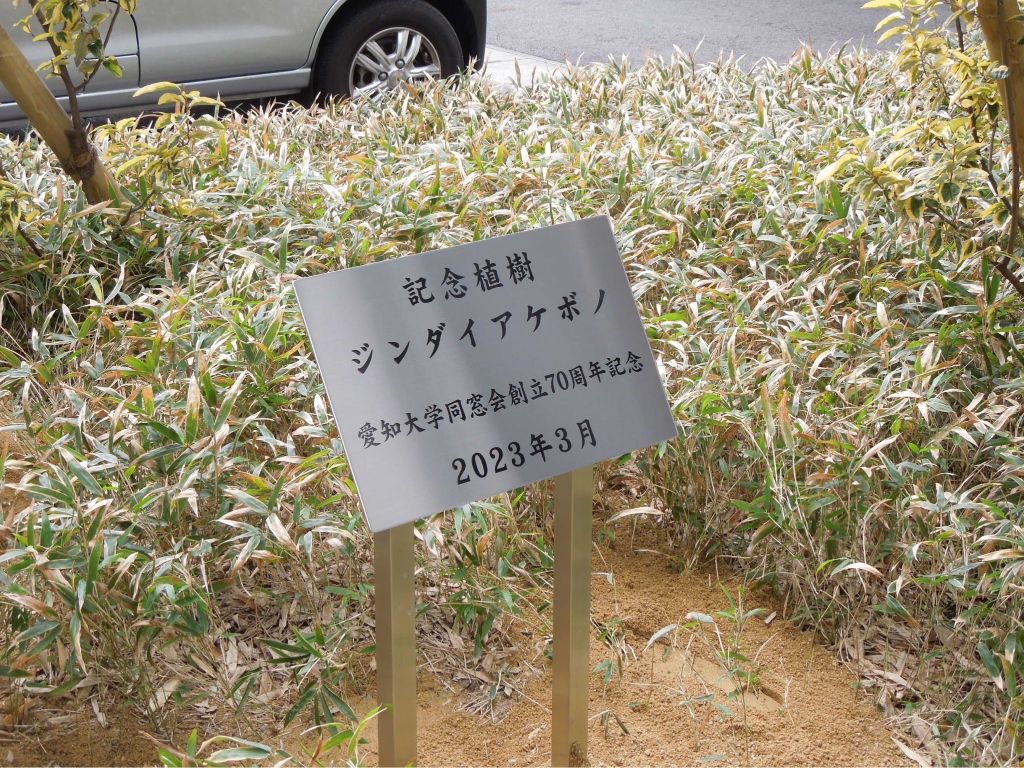 記念植樹
ジンダイアケボノ
愛知大学同窓会創立70周年記念
2023年3月